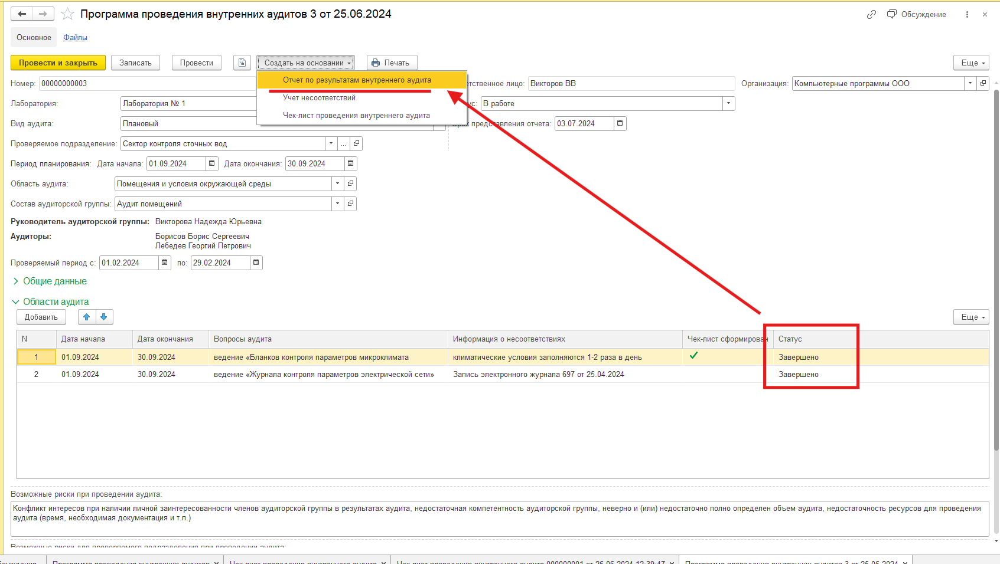 Программа проведения внутренних аудитов 3 от 25.06.2024
Обсуждение
Основное Файлы
Провести и закрыть Записать Провести Создать на основании Печать Еще
Отчет по результатам внутреннего аудита
Учет несоответствий
Чек-лист проведения внутреннего аудита
Номер: 00000000003 лицо: Викторов ВВ Организация: Компьютерные программы ООО
Лаборатория: Лаборатория № 1 В работе
Вид аудита: Плановый Срок представления отчета: 03.07.2024
Проверяемое подразделение: Сектор контроля сточных вод ...
Период планирования: Дата начала: 01.09.2024 Дата окончания: 30.09.2024
Область аудита: Помещения и условия окружающей среды
Состав аудиторской группы: Аудит помещений
Руководитель аудиторской группы: Викторова Надежда Юрьевна
Аудиторы: Борисов Борис Сергеевич
Лебедев Георгий Петрович
Проверяемый период с: 01.02.2024 по: 29.02.2024
Общие данные
Области аудита
Добавить Еще
N Дата начала Дата окончания Вопросы аудита Информация о несоответствиях Чек-лист сформирован Статус
1 01.09.2024 30.09.2024 ведение «Бланков контроля параметров микроклимата климатические условия заполняются 1-2 раза в день Завершено
2 01.09.2024 30.09.2024 ведение «Журнала контроля параметров электрической сети» Запись электронного журнала 697 от 25.04.2024 Завершено
Возможные риски при проведении аудита:
Конфликт интересов при наличии личной заинтересованности членов аудиторской группы в результатах аудита, недостаточная компетентность аудиторской группы, неверно и (или) недостаточно полно определен объем аудита, недостаточность ресурсов для проведения
аудита (время, необходимая документация и т.п.)
Возможные риски для проверяемого подразделения при проведении аудита:
Программа проведения внутренних аудитов Чек-лист проведения внутреннего аудита Чек-лист проведения внутреннего аудита 000000001 от 26.06.2024 12:39:47 Программа проведения внутренних аудитов 3 от 25.06.2024